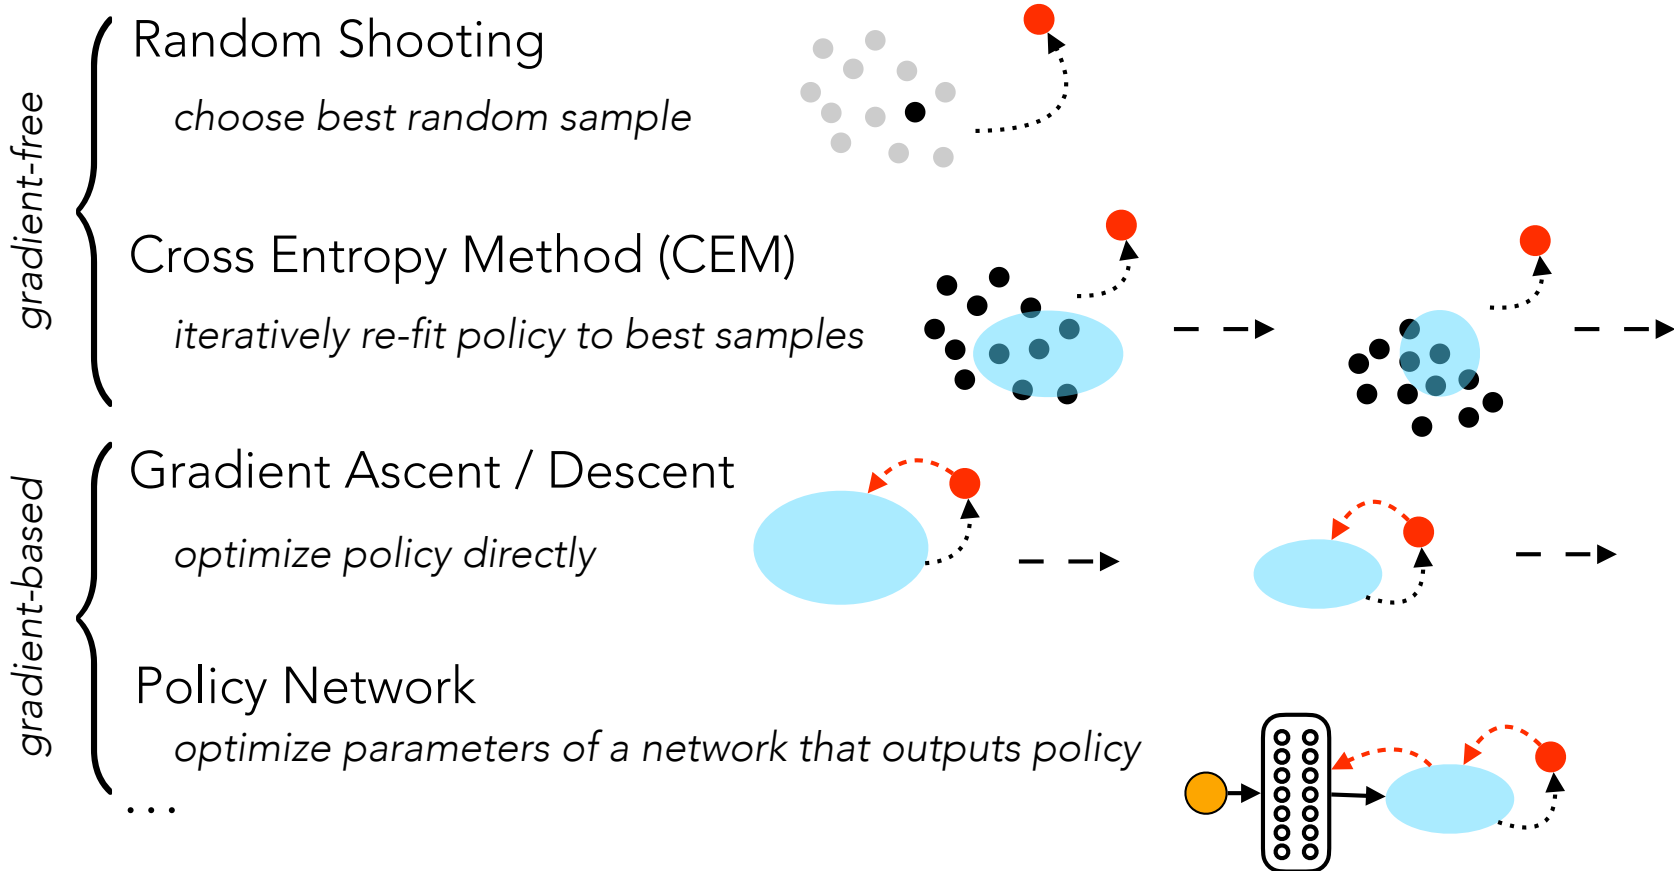 gradient-free
Random Shooting
choose best random sample
Cross Entropy Method (CEM)
iteratively re-fit policy to best samples
gradient-based
Gradient Ascent / Descent
optimize policy directly
Policy Network
optimize parameters of a network that outputs policy
...